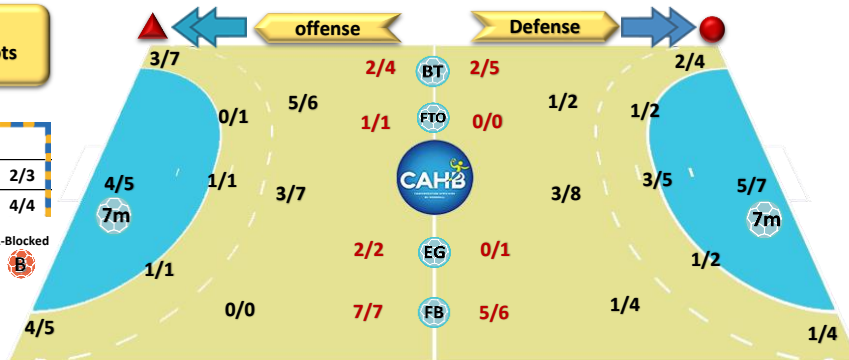 offense
Defense
ots
3/7
2/4
BT
2/5
2/4
5/6
1/2
0/1
1/1
FTO
0/0
1/2
2/3
4/5
1/1
3/7
CAHB
3/8
3/5
5/7
4/4
7m
7m
-Blocked
B
2/2
EG
0/1
1/2
1/1
0/0
7/7
FB
5/6
1/4
4/5
1/4